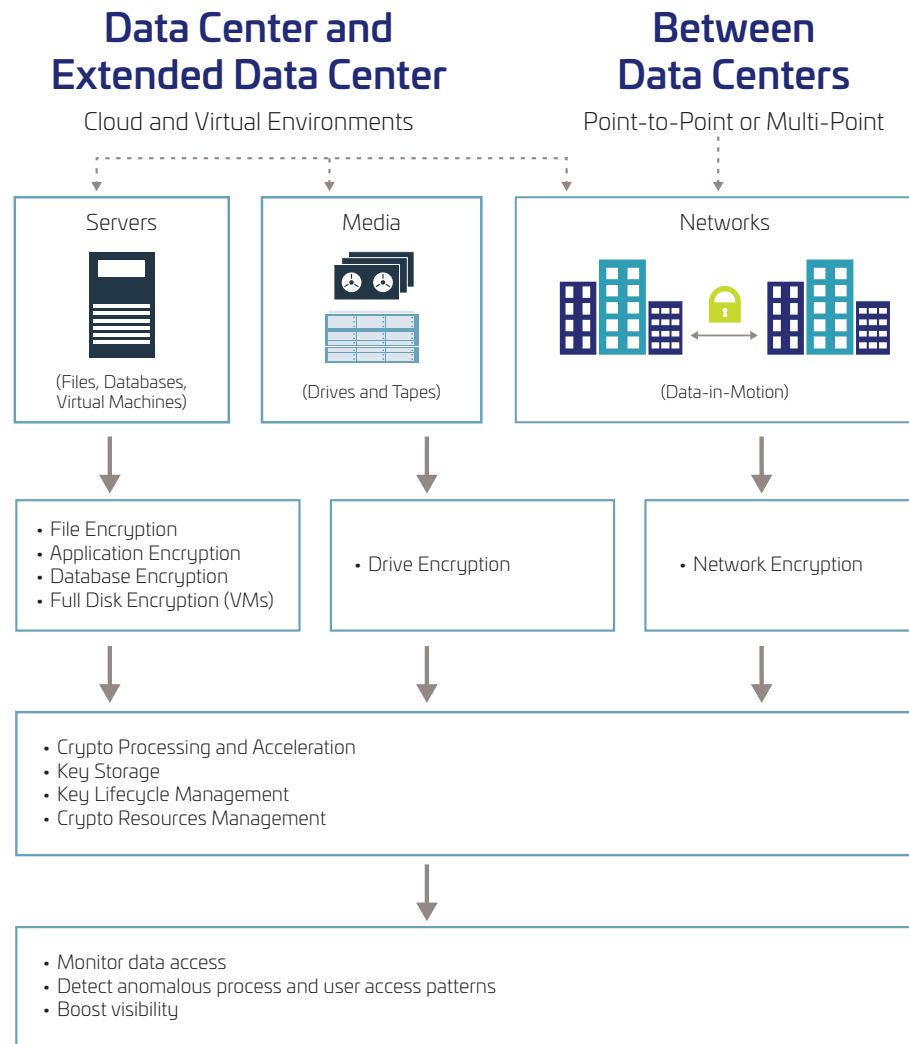 Data Center and
Extended Data Center
Cloud and Virtual Environments
Between
Data Centers
Point-to-Point or Multi-Point
Servers
(Files, Databases,
Virtual Machines)
Media
(Drives and Tapes)
Networks
(Data-in-Motion)
• File Encryption
• Application Encryption
• Database Encryption
• Full Disk Encryption (VMs)
• Drive Encryption
• Network Encryption
• Crypto Processing and Acceleration
• Key Storage
• Key Lifecycle Management
• Crypto Resources Management
• Monitor data access
• Detect anomalous process and user access patterns
• Boost visibility